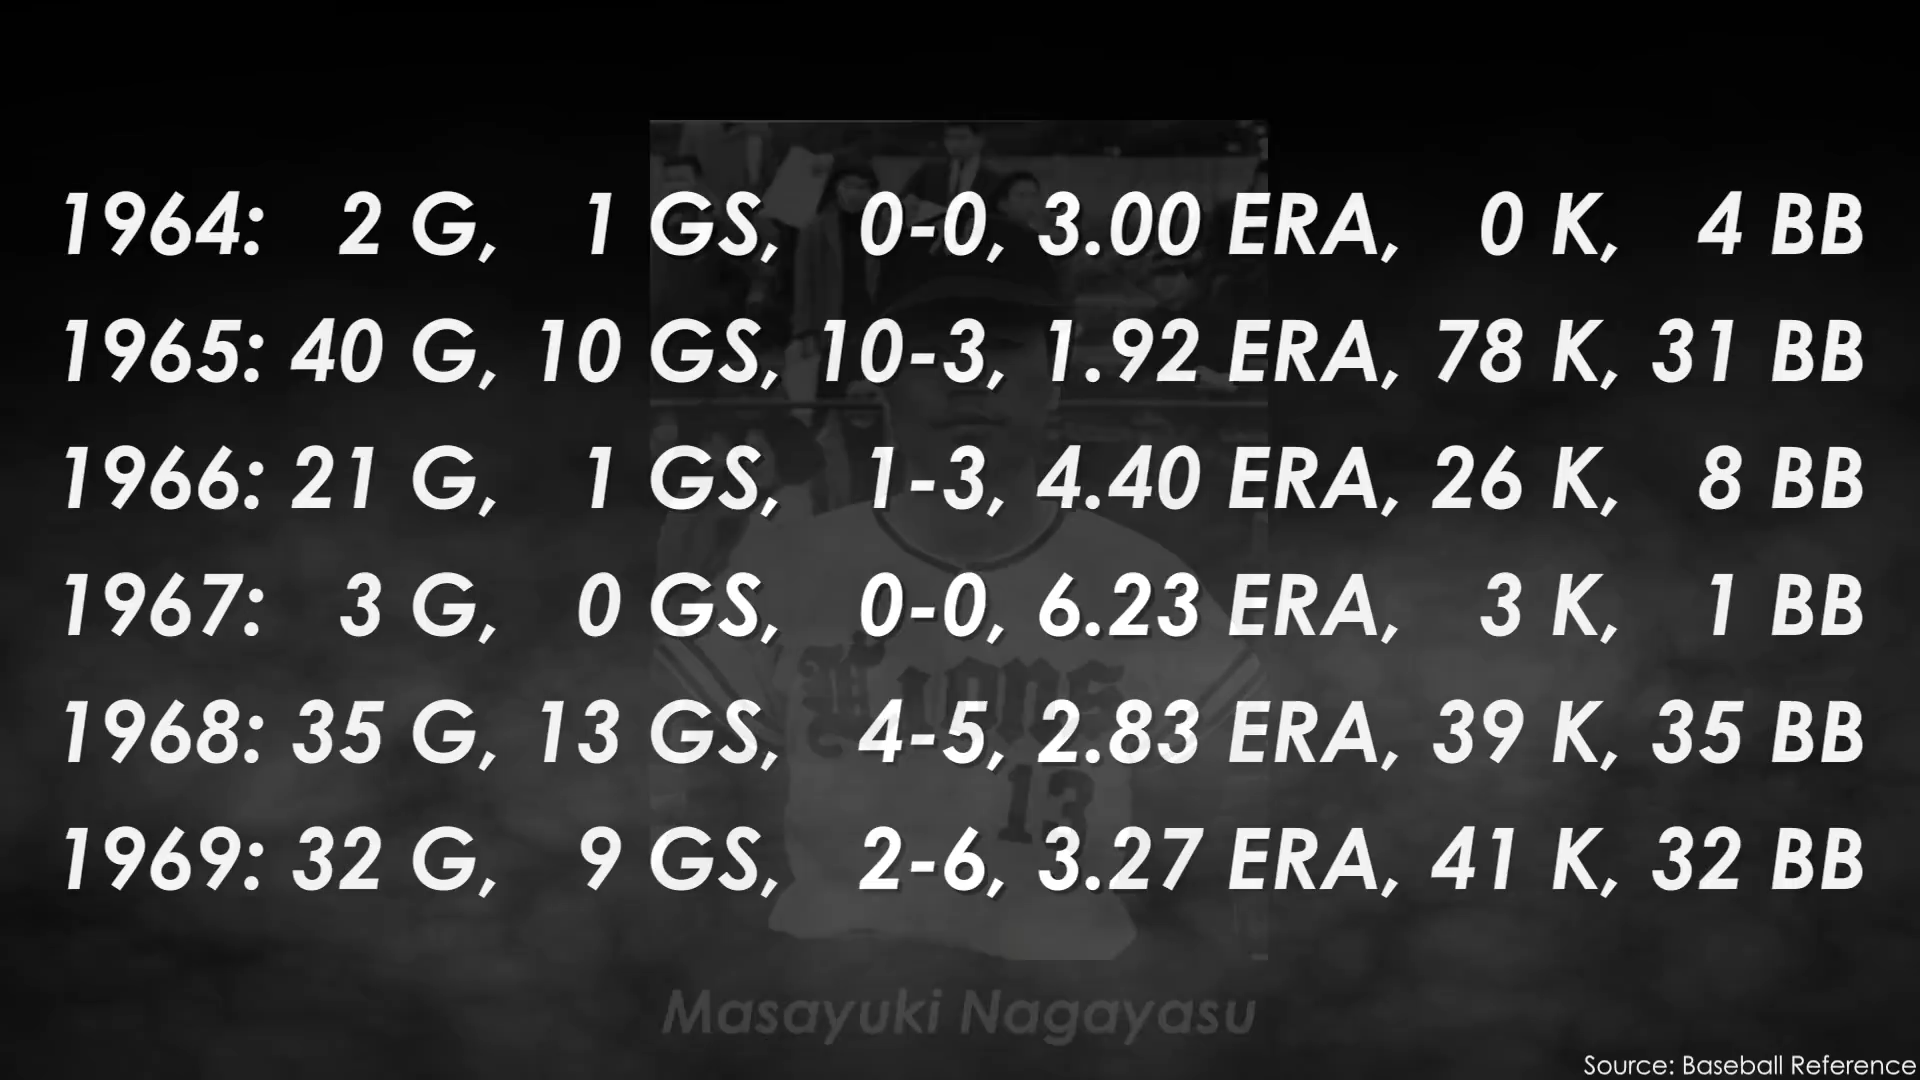 1964: 2 G, 1 GS, 0-0, 3.00 ERA, 0 K, 4 BB
1965: 40 G, 10 GS, 10-3, 1.92 ERA, 78 K, 31 BB
1966: 21 G, 1 GS, 1-3, 4.40 ERA, 26 K, 8 BB
1967: 3 G, 0 GS, 0-0, 6.23 ERA, 3 K, 1 BB
Lions
1968: 35 G, 13 GS, 4-5, 2.83 ERA, 39 K, 35 BB
13
1969: 32 G, 9 GS, 2-6, 3.27 ERA, 41 K, 32 BB
Masayuki Nagayasu
Source: Baseball Reference